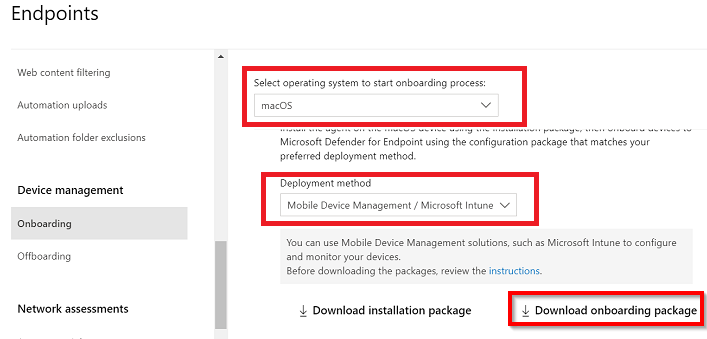 Endpoints
Web content filtering
Automation uploads
Automation folder exclusions
Device management
Onboarding
Offboarding
Network assessments
Select operating system to start onboarding process:
macOS
Install the agent on the macOS device using the installation package, then onboard devices to
Microsoft Defender for Endpoint using the configuration package that matches your
preferred deployment method.
Deployment method
Mobile Device Management / Microsoft Intune
You can use Mobile Device Management solutions, such as Microsoft Intune to configure
and monitor your devices.
Before downloading the packages, review the instructions.
Download installation package
Download onboarding package